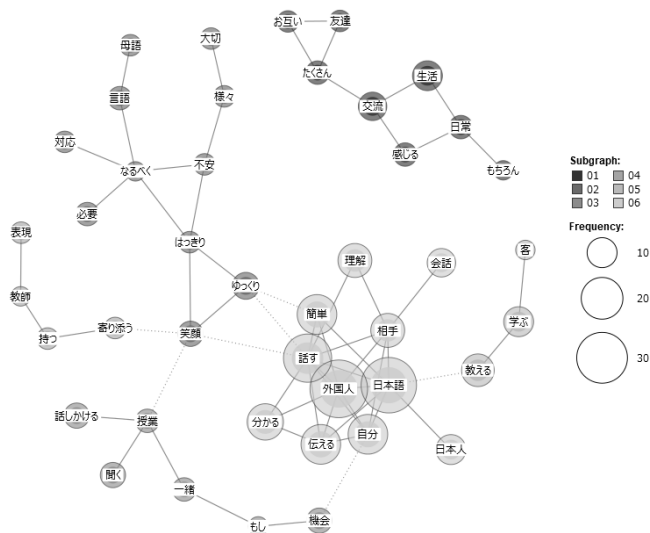 お互い
友達
母語
大切
たくさん
生活
言語
様々
交流
日常
対応
なるべく
不安
感じる
もちろん
Subgraph:
01 04
02 05
03 06
必要
Frequency:
表現
はっきり
10
客
理解
会話
ゆっくり
20
教師
簡単
学ぶ
寄り添う
笑顔
相手
持つ
話す
30
教える
外国人
日本語
話しかける
授業
分かる
自分
伝える
日本人
聞く
一緒
もし
機会